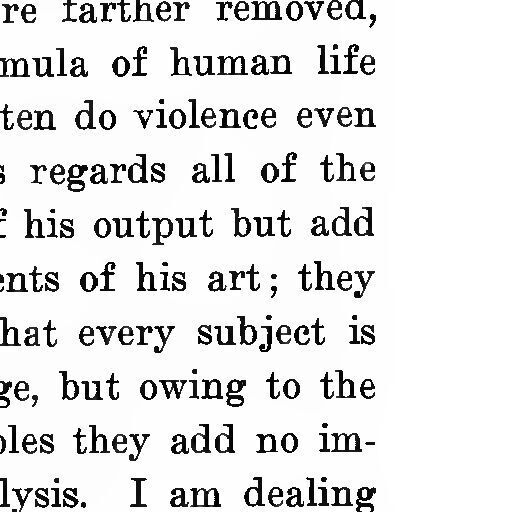 re farther removed,
mula of human life
ten do violence even
s regards all of the
f his output but add
ents of his art; they
hat every subject is
ge, but owing to the
ples they add no im-
lysis. I am dealing